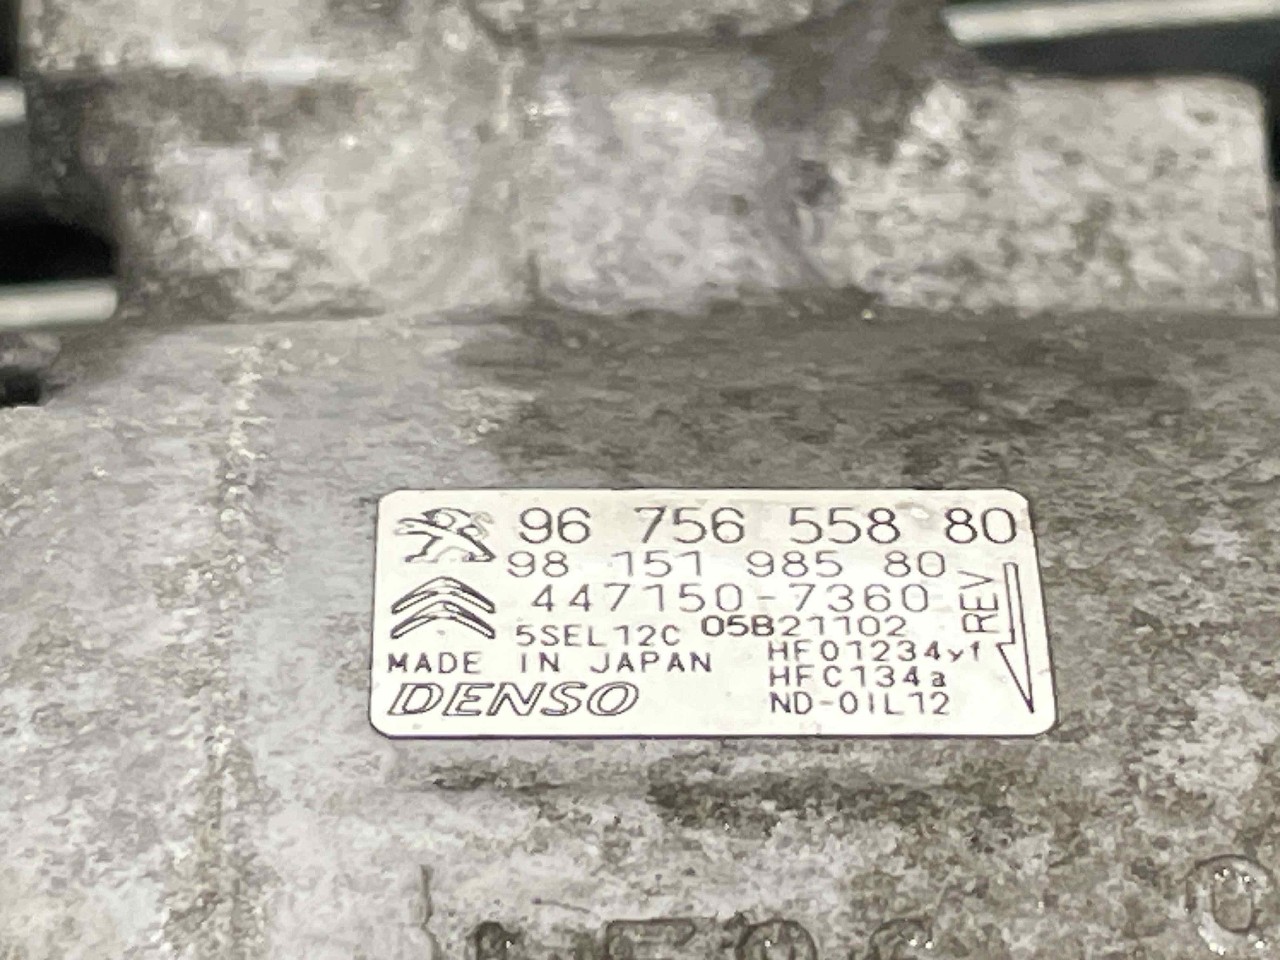 96 756 558 80
98 151 985 80
447150-7360
5SEL12C 05B21102
REV
MADE IN JAPAN
HF01234yf
HFC134a
DENSO
ND-OIL12